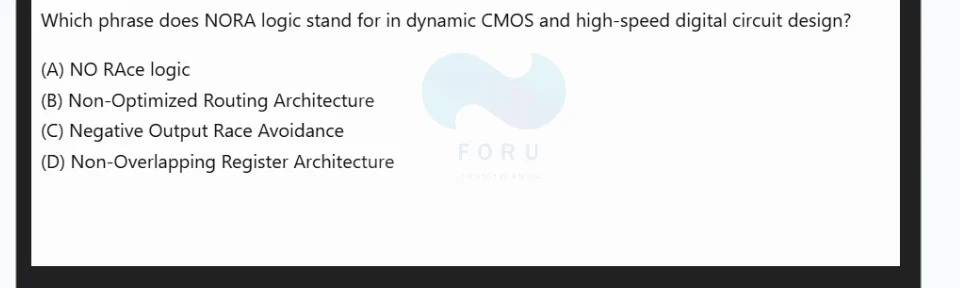 Which phrase does NORA logic stand for in dynamic CMOS and high-speed digital circuit design?
(A) NO RAce logic
(B) Non-Optimized Routing Architecture
(C) Negative Output Race Avoidance
(D) Non-Overlapping Register Architecture
FORU